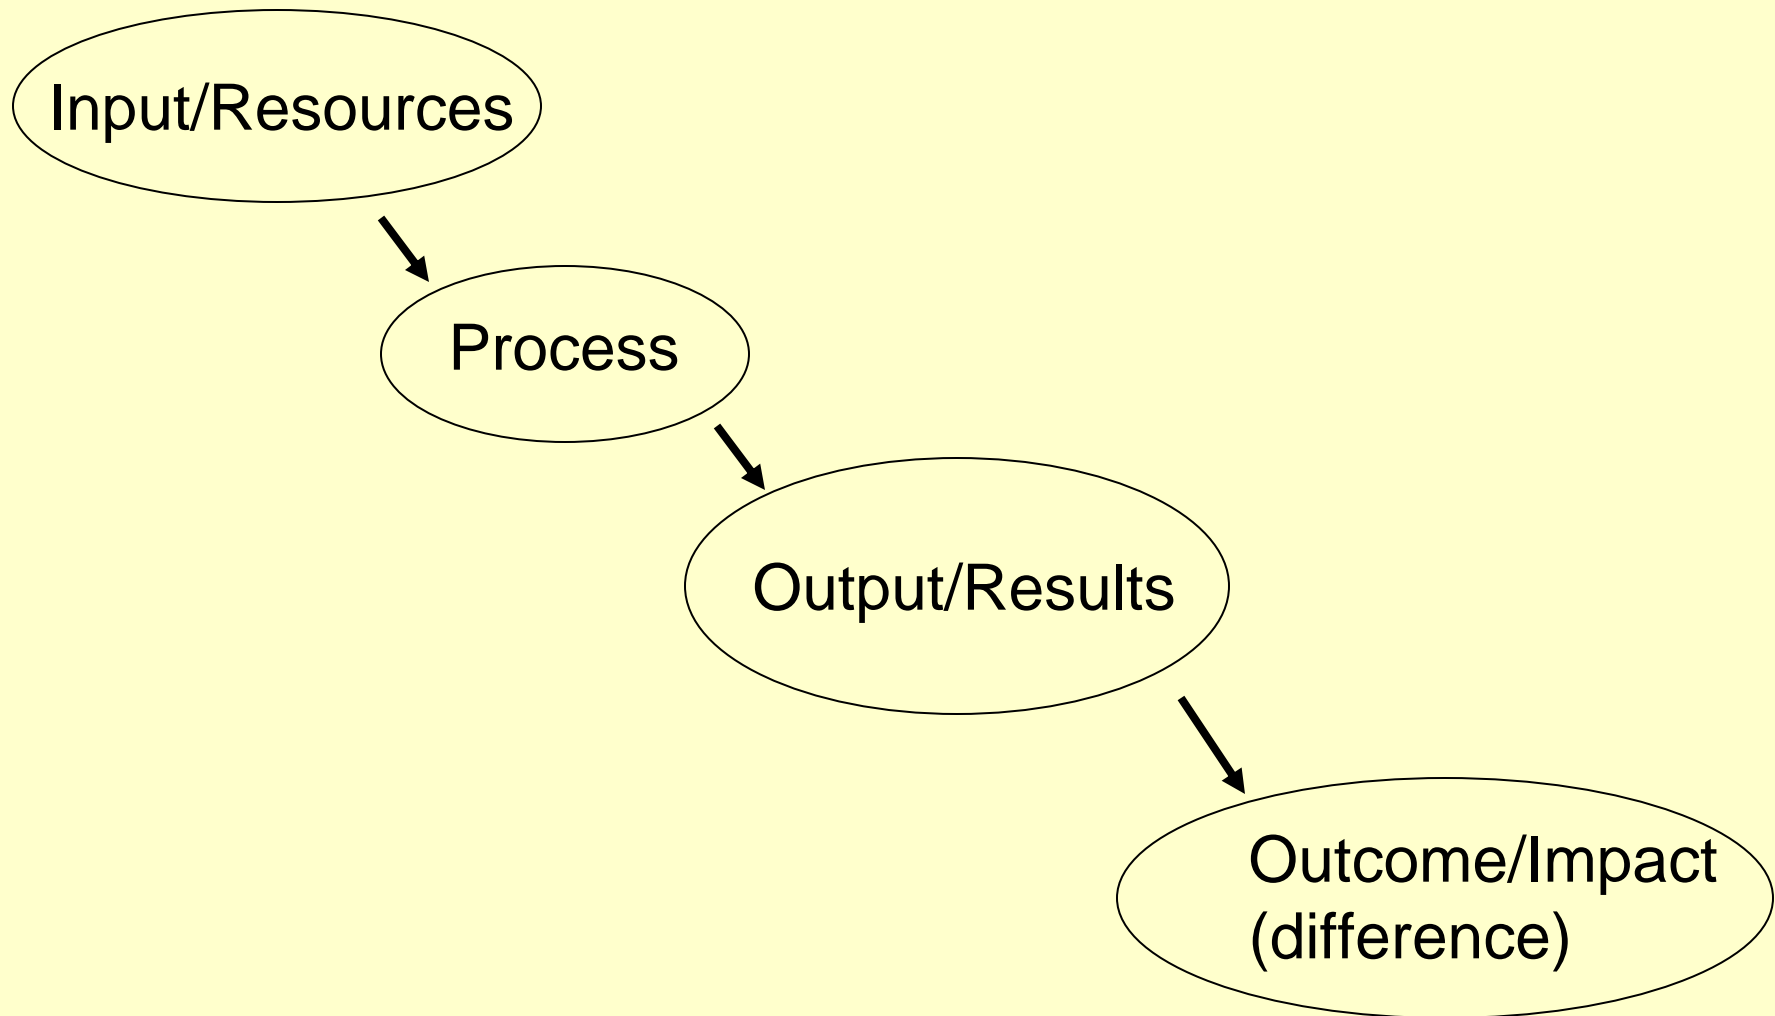 Input/Resources
Process
Output/Results
Outcome/Impact
(difference)